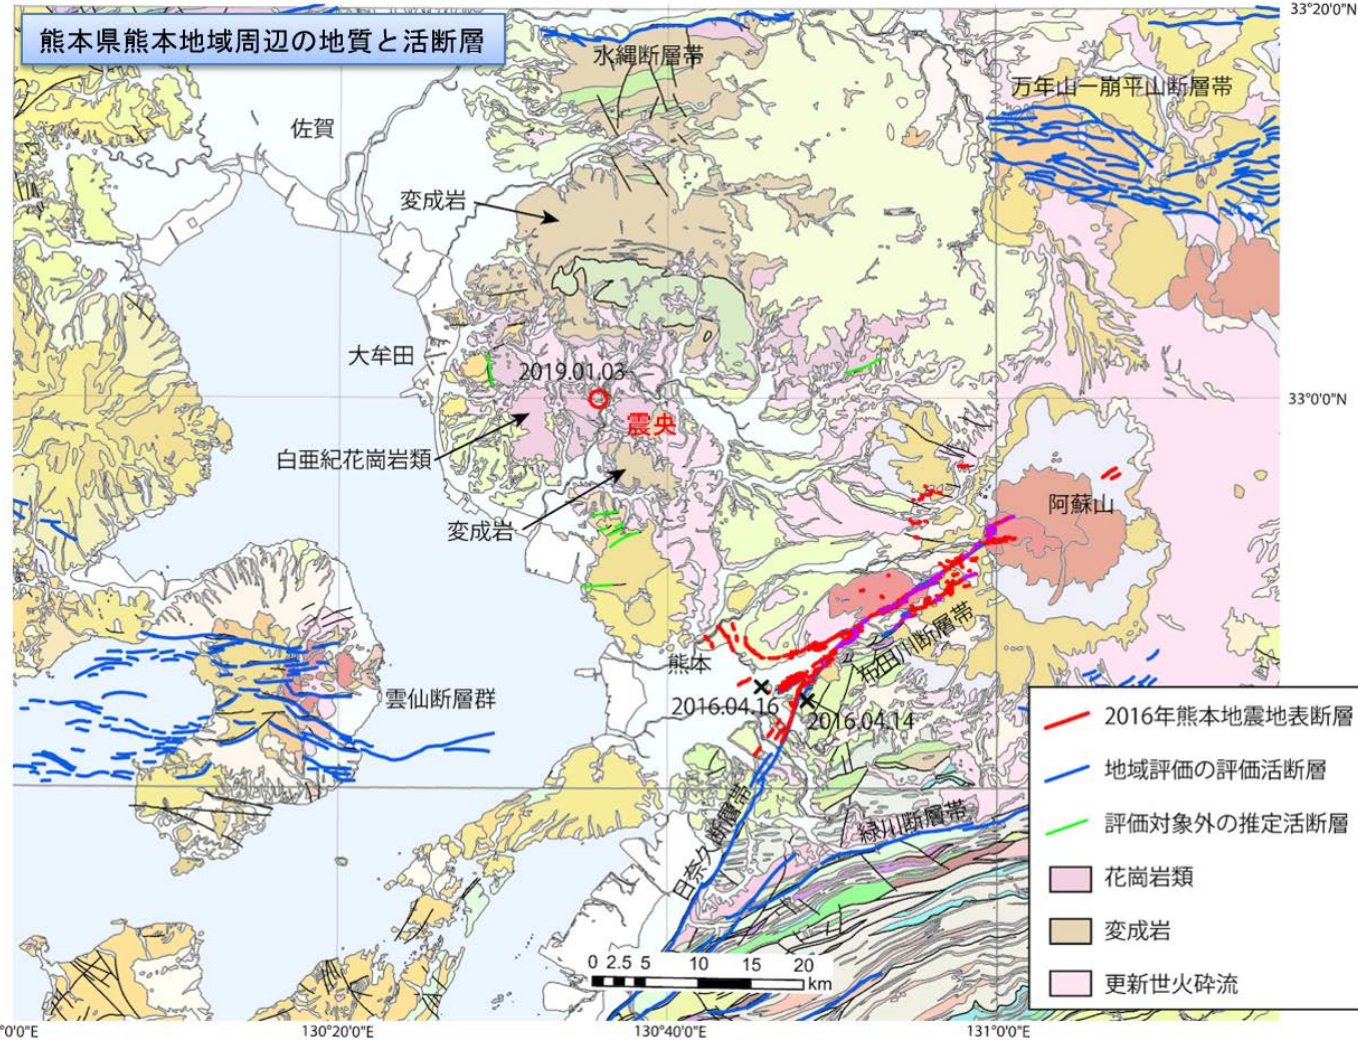 熊本県熊本地域周辺の地質と活断層
33°20'0"N
水縄断層帯
万年山ー崩平山断層帯
佐賀
変成岩
大牟田
2019.01.03
33°0'0"N
震央
白亜紀花崗岩類
阿蘇山
変成岩
布田川断層帯
熊本
雲仙断層群
2016.04.16
2016.04.14
2016年熊本地震地表断層
地域評価の評価活断層
日奈久断層帯
緑川断層帯
評価対象外の推定活断層
花崗岩類
変成岩
0 2.5 5 10 15 20
km
更新世火砕流
°0'0"E
130°20'0"E
130°40'0"E
131°0'0"E